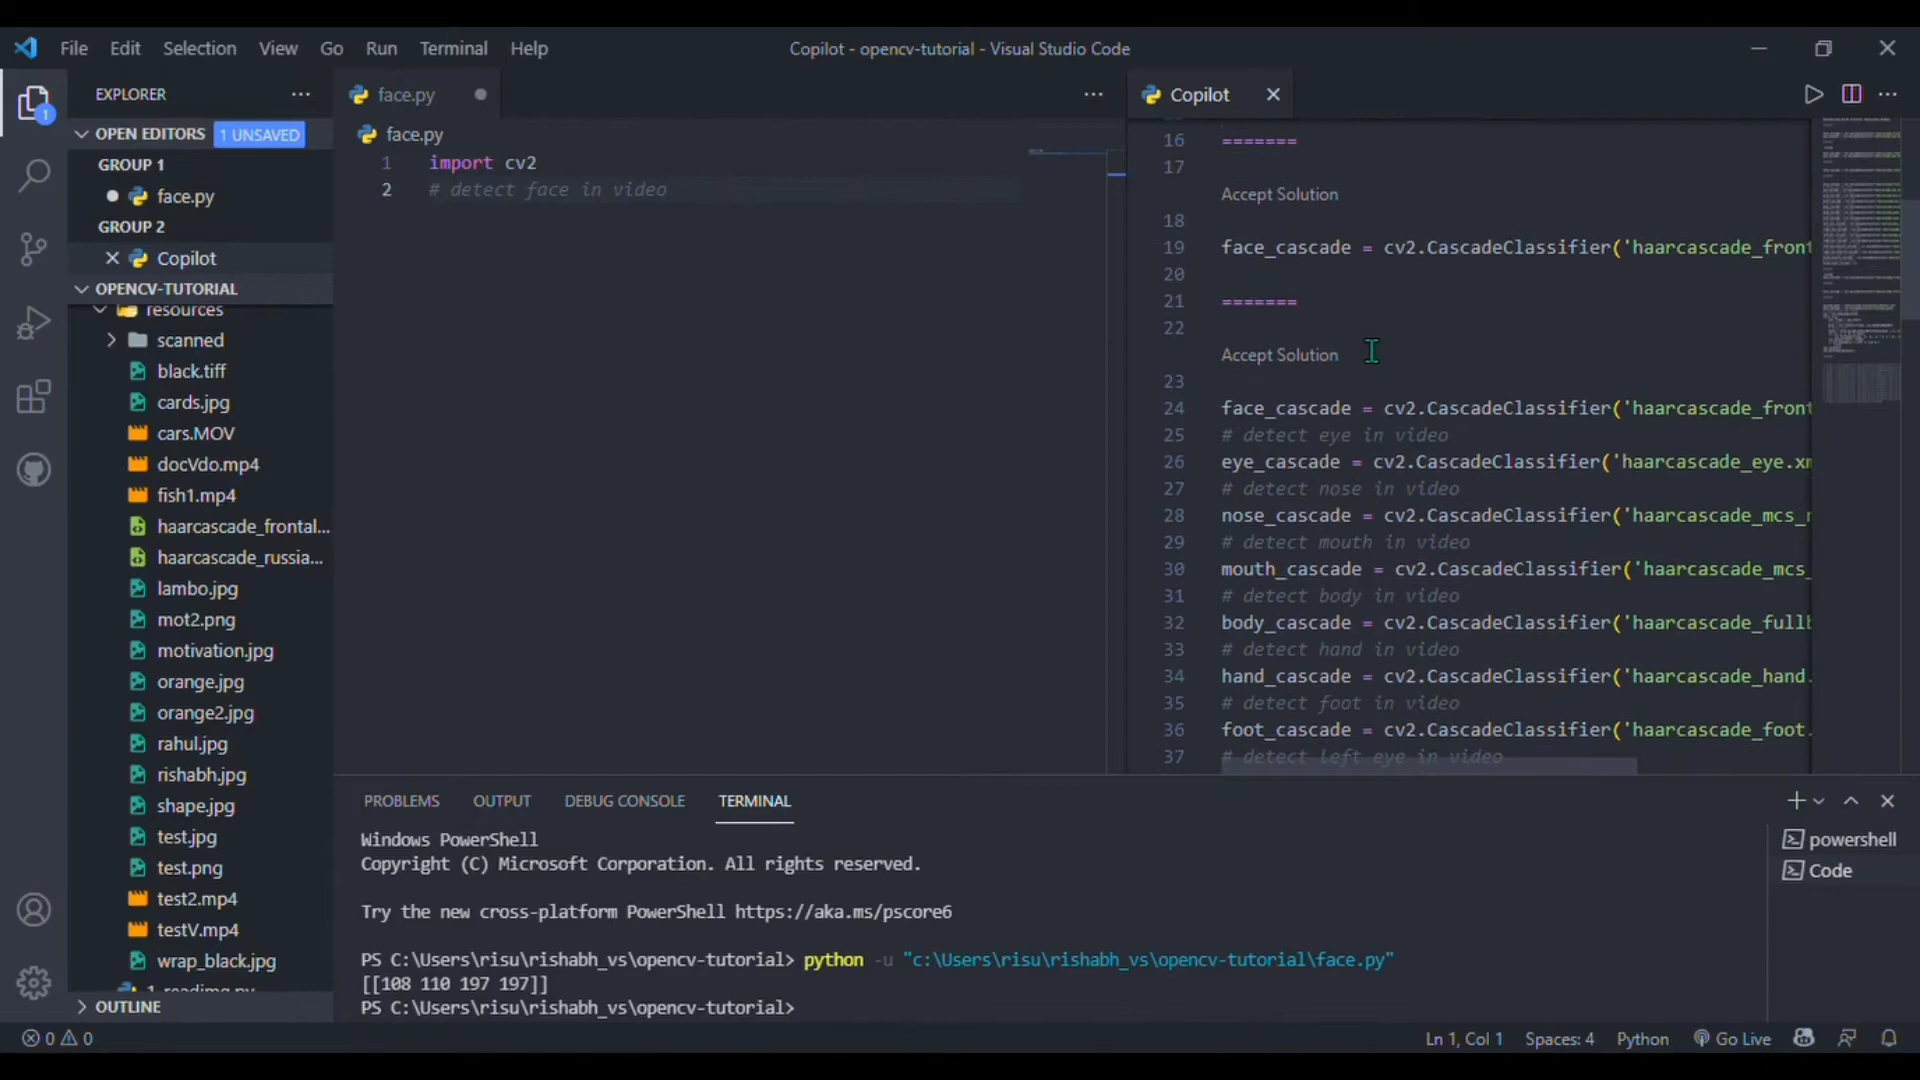 File Edit Selection View Go Run Terminal Help
Copilot - opencv-tutorial - Visual Studio Code
EXPLORER
OPEN EDITORS 1 UNSAVED
GROUP 1
face.py
GROUP 2
Copilot
OPENCV-TUTORIAL
resources
scanned
black.tiff
cards.jpg
cars.MOV
docVdo.mp4
fish1.mp4
haarcascade_frontal...
haarcascade_russia...
lambo.jpg
mot2.png
motivation.jpg
orange.jpg
orange2.jpg
rahul.jpg
rishabh.jpg
shape.jpg
test.jpg
test.png
test2.mp4
testV.mp4
wrap_black.jpg
1_readimg.py
OUTLINE
face.py
face.py
1 import cv2
2 # detect face in video
Copilot
16 =======
17
Accept Solution
18
19 face_cascade = cv2.CascadeClassifier('haarcascade_front
20
21 =======
22
Accept Solution
23
24 face_cascade = cv2.CascadeClassifier('haarcascade_front
25 # detect eye in video
26 eye_cascade = cv2.CascadeClassifier('haarcascade_eye.xm
27 # detect nose in video
28 nose_cascade = cv2.CascadeClassifier('haarcascade_mcs_n
29 # detect mouth in video
30 mouth_cascade = cv2.CascadeClassifier('haarcascade_mcs_
31 # detect body in video
32 body_cascade = cv2.CascadeClassifier('haarcascade_fullb
33 # detect hand in video
34 hand_cascade = cv2.CascadeClassifier('haarcascade_hand.
35 # detect foot in video
36 foot_cascade = cv2.CascadeClassifier('haarcascade_foot.
37 # detect left eye in video
PROBLEMS OUTPUT DEBUG CONSOLE TERMINAL
Windows PowerShell
Copyright (C) Microsoft Corporation. All rights reserved.
Try the new cross-platform PowerShell https://aka.ms/pscore6
PS C:\Users\risu\rishabh_vs\opencv-tutorial> python -u "c:\Users\risu\rishabh_vs\opencv-tutorial\face.py"
[[108 110 197 197]]
PS C:\Users\risu\rishabh_vs\opencv-tutorial>
powershell
Code
0 0
Ln 1, Col 1 Spaces: 4 Python Go Live